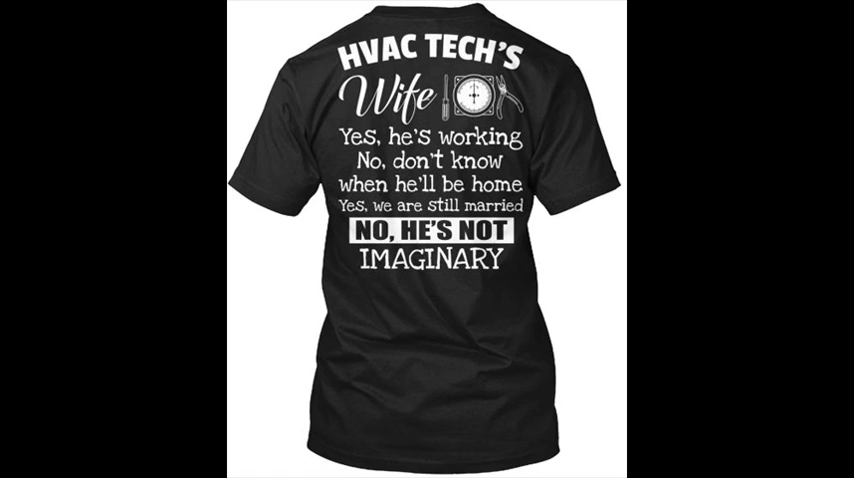 HVAC TECH'S
Wife
Yes, he's working
No, don't know
when he'll be home
Yes, we are still married
NO, HE'S NOT
IMAGINARY